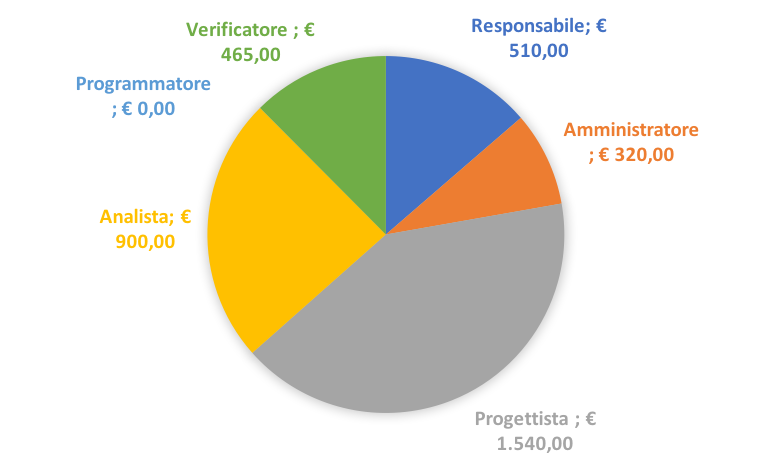 Verificatore ; €
465,00
Responsabile; €
510,00
Programmatore
; € 0,00
Amministratore
; € 320,00
Analista; €
900,00
Progettista ; €
1.540,00